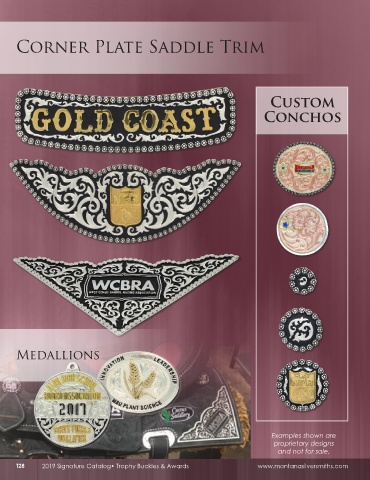 CORNER PLATE SADDLE TRIM
GOLD COAST
CUSTOM
CONCHOS
WCBRA
MEDALLIONS
INNOVATION
LEADERSHIP
MAU PLANT SCIENCE
2017
Examples shown are
proprietary designs
and not for sale.
128 2019 Signature Catalog• Trophy Buckles & Awards www.montanasilversmiths.com